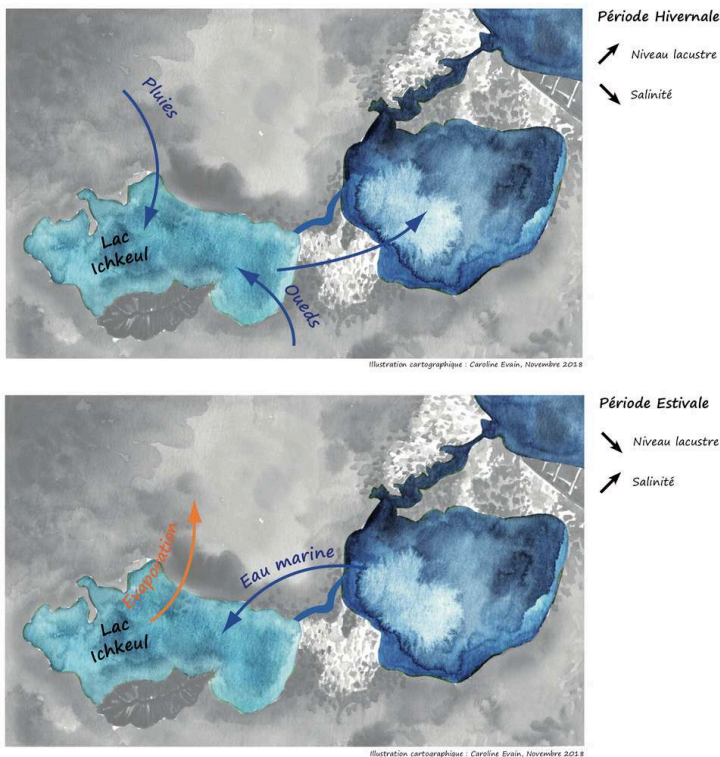 Période Hivernale
Niveau lacustre
Salinité
Pluies
Lac
Ichkeul
Oueds
Illustration cartographique : Caroline Evain, Novembre 2018
Période Estivale
Niveau lacustre
Salinité
Evaporation
Eau marine
Lac
Ichkeul
Illustration cartographique : Caroline Evain, Novembre 2018